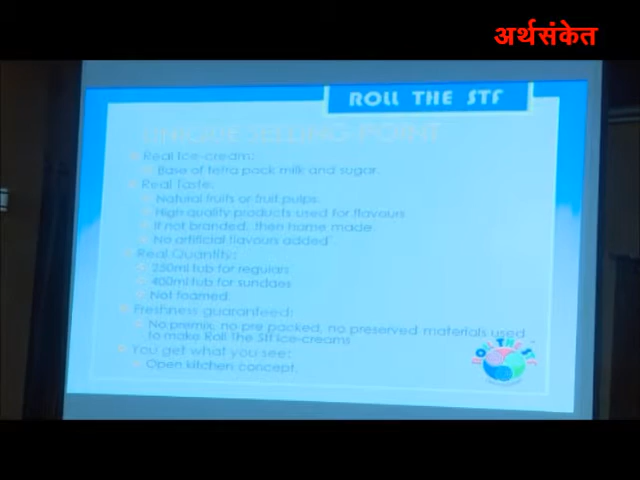 अर्थसंकेत
ROLL THE STF
UNIQUE SELLING POINT
Real Ice-cream:
Base of tetra pack milk and sugar.
Real Taste:
Natural fruits or fruit pulps.
High quality products used for flavours
If not branded, then home made
No artificial flavours added
Real Quantity:
250ml tub for regulars
400ml tub for sundaes
Not foamed
Freshness guaranteed:
No premix, no pre packed, no preserved materials used
to make Roll The Stf ice-creams
You get what you see:
Open kitchen concept.
ROLL THE STF